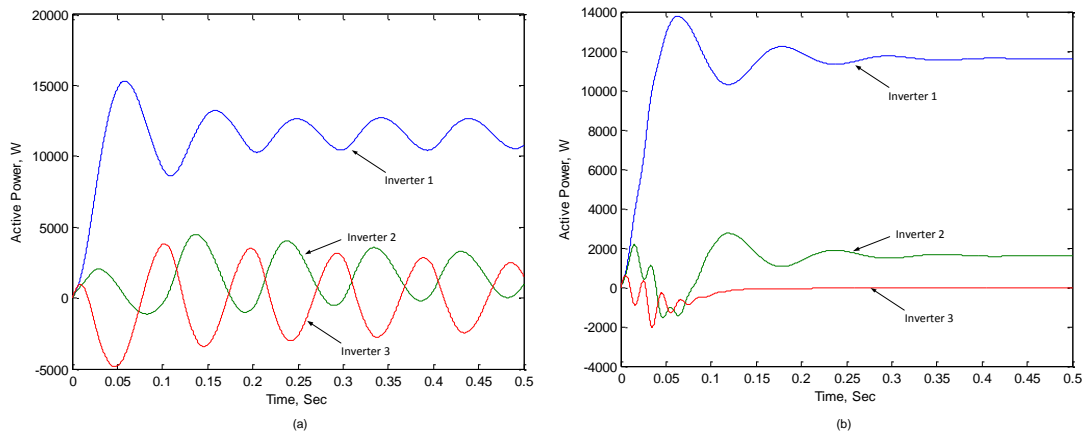 20000
15000
10000
5000
0
-5000
Active Power, W
0 0.05 0.1 0.15 0.2 0.25 0.3 0.35 0.4 0.45 0.5
Time, Sec
Inverter 1
Inverter 2
Inverter 3
(a)
14000
12000
10000
8000
6000
4000
2000
0
-2000
-4000
Active Power, W
0 0.05 0.1 0.15 0.2 0.25 0.3 0.35 0.4 0.45 0.5
Time, Sec
Inverter 1
Inverter 2
Inverter 3
(b)